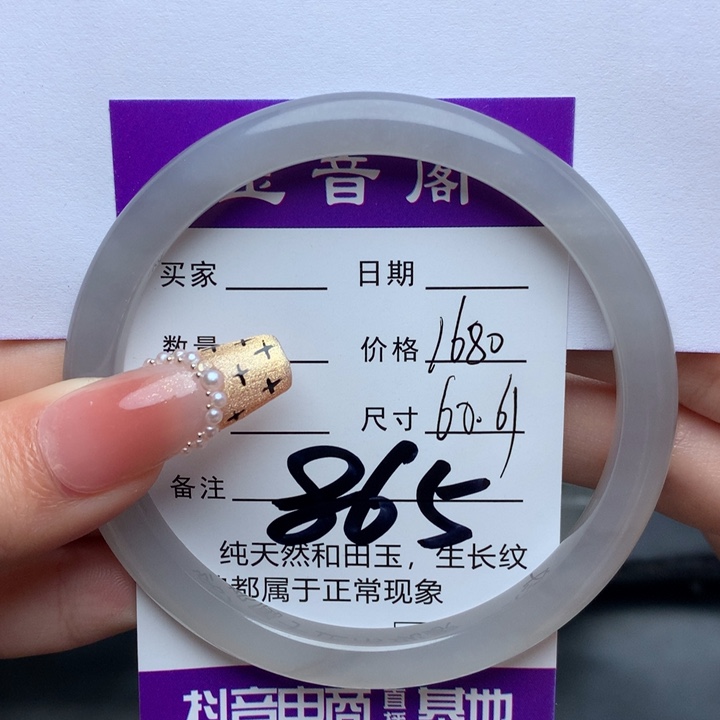 音阁
买家 日期
数量 价格 1680
尺寸 60.61
备注 865
纯天然和田玉，生长纹
都属于正常现象
抖音电商直播基地